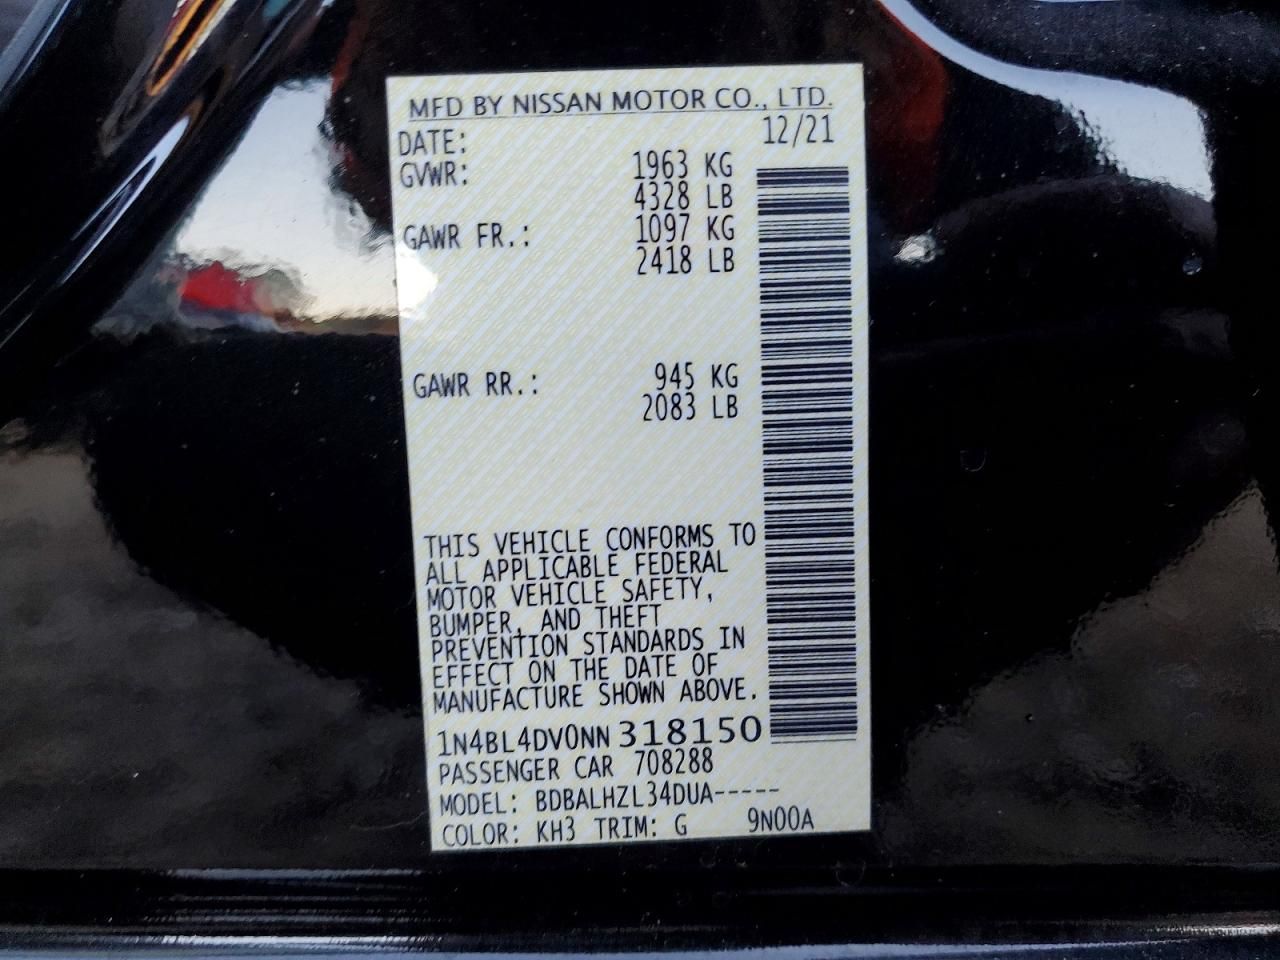 MFD BY NISSAN MOTOR CO., LTD.
DATE: 12/21
GVWR: 1963 KG
4328 LB
GAWR FR.: 1097 KG
2418 LB
GAWR RR.: 945 KG
2083 LB
THIS VEHICLE CONFORMS TO
ALL APPLICABLE FEDERAL
MOTOR VEHICLE SAFETY,
BUMPER, AND THEFT
PREVENTION STANDARDS IN
EFFECT ON THE DATE OF
MANUFACTURE SHOWN ABOVE.
1N4BL4DV0NN318150
PASSENGER CAR 708288
MODEL: BDBALHZL34DUA-----
COLOR: KH3 TRIM: G 9N00A